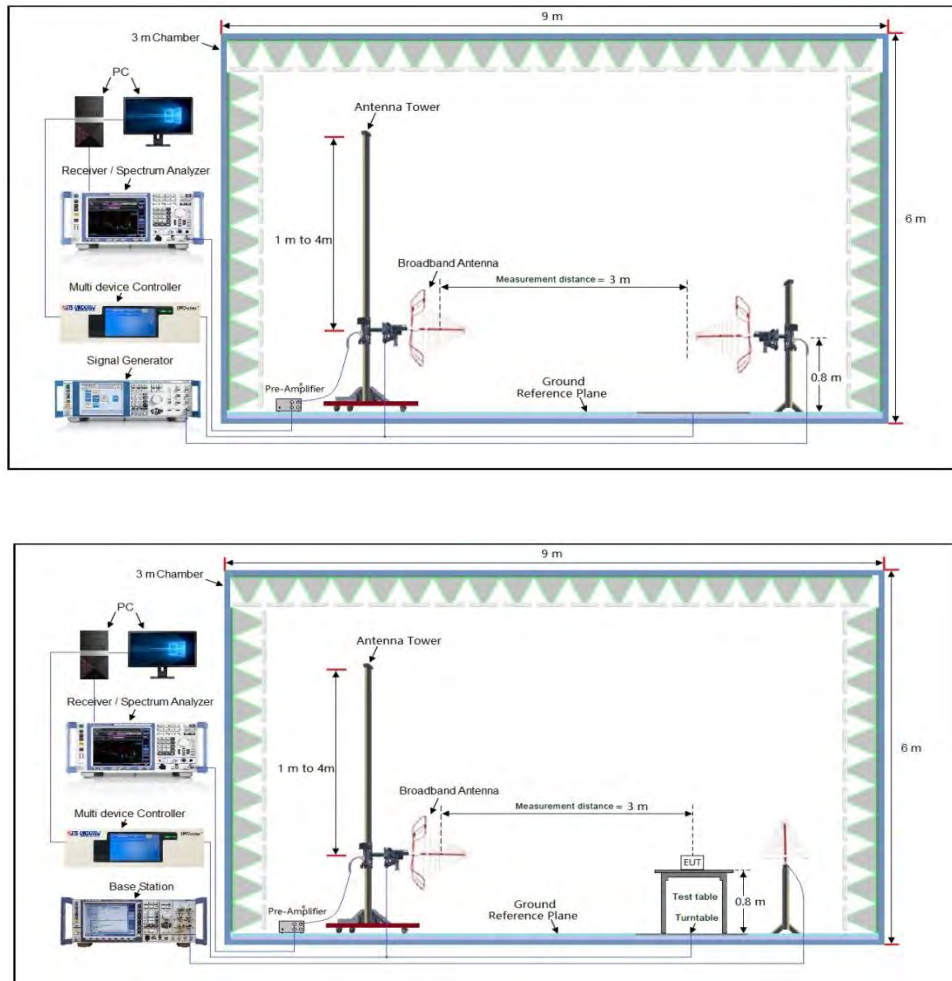 9 m
3 m Chamber
PC
Antenna Tower
Receiver / Spectrum Analyzer
6 m
1 m to 4m
Broadband Antenna
Measurement distance = 3 m
Multi device Controller
Signal Generator
0.8 m
Pre-Amplifier
Ground
Reference Plane
9 m
3 m Chamber
PC
Antenna Tower
Receiver / Spectrum Analyzer
6 m
1 m to 4m
Broadband Antenna
Measurement distance = 3 m
Multi device Controller
EUT
Base Station
Test table
0.8 m
Pre-Amplifier
Ground
Reference Plane
Turntable